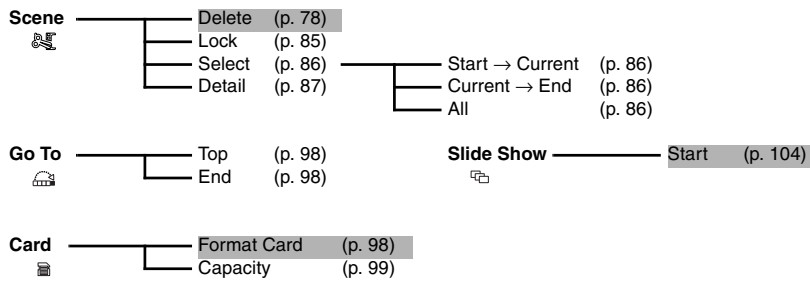 Scene Delete (p. 78)
Lock (p. 85)
Select (p. 86) Start → Current (p. 86)
Detail (p. 87) Current → End (p. 86)
All (p. 86)
Go To Top (p. 98) Slide Show Start (p. 104)
End (p. 98)
Card Format Card (p. 98)
Capacity (p. 99)